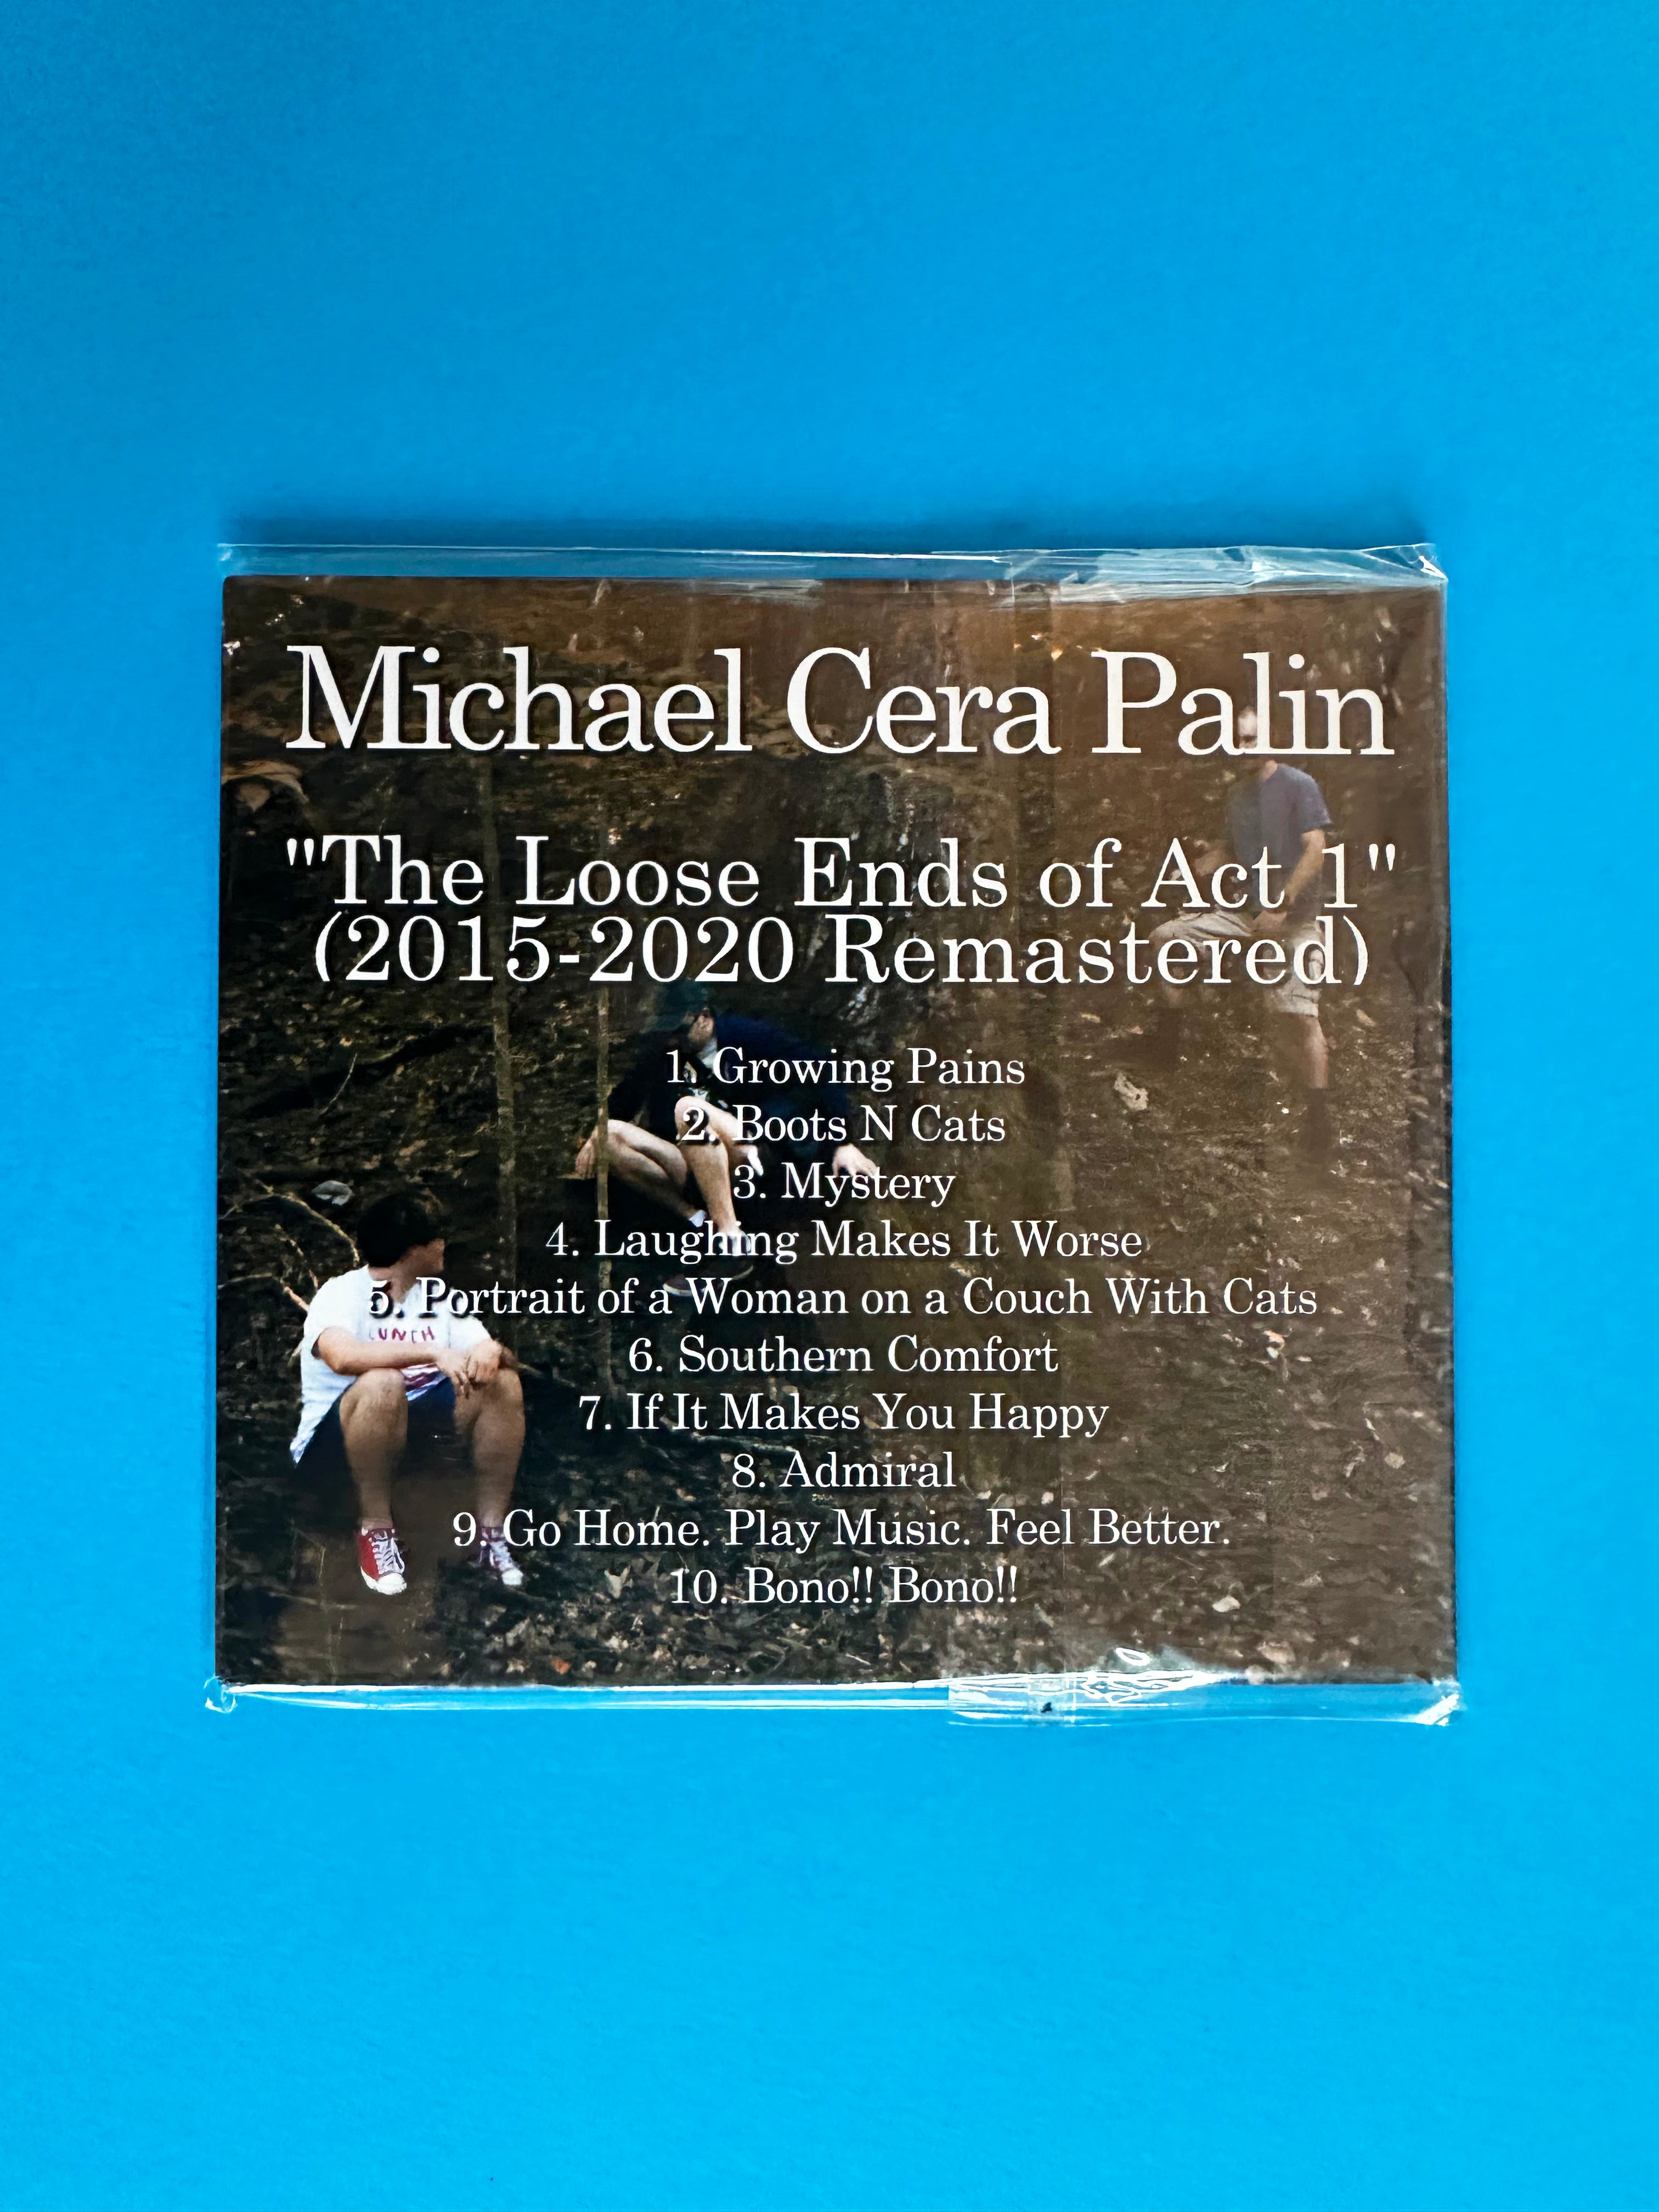 Michael Cera Palin
"The Loose Ends of Act 1"
(2015-2020 Remastered)
1. Growing Pains
2. Boots N Cats
3. Mystery
4. Laughing Makes It Worse
5. Portrait of a Woman on a Couch With Cats
LUNCH
6. Southern Comfort
7. If It Makes You Happy
8. Admiral
9. Go Home. Play Music. Feel Better.
10. Bono!! Bono!!